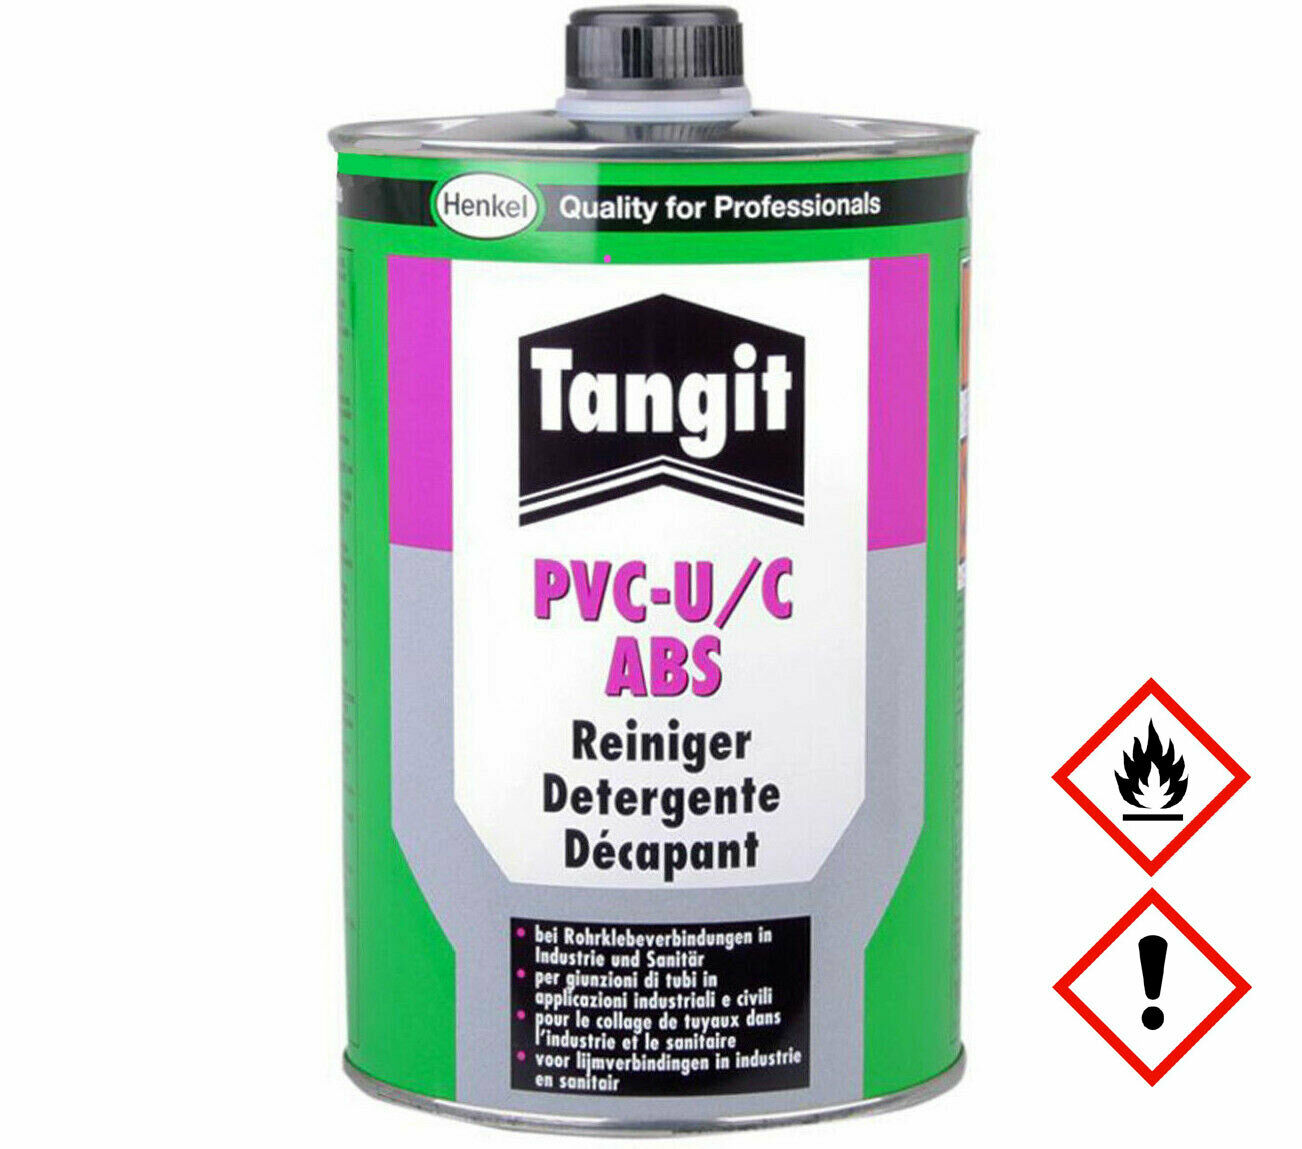 Henkel Quality for Professionals
Tangit
PVC-U/C
ABS
Reiniger
Detergente
Décapant
• bei Rohrklebeverbindungen in
Industrie und Sanitär
• per giunzioni di tubi in
applicazioni industriali e civili
• pour le collage de tuyaux dans
l'industrie et le sanitaire
• voor lijmverbindingen in industrie
en sanitair